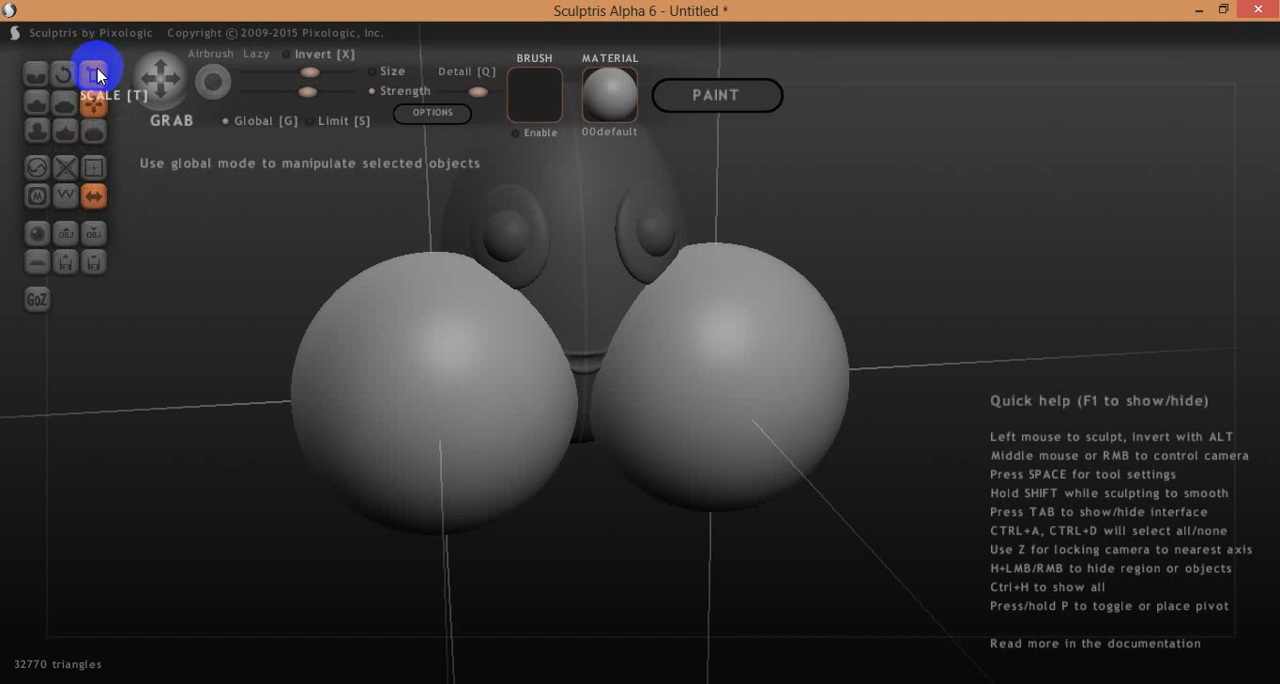 Sculptris Alpha 6 - Untitled *
Sculptris by Pixologic Copyright © 2009-2015 Pixologic, Inc.
Airbrush Lazy Invert [X]
Size Detail [Q]
Strength
OPTIONS
SCALE [T]
GRAB
Global [G] Limit [S]
BRUSH
Enable
MATERIAL
00default
PAINT
Use global mode to manipulate selected objects
OBJ OBJ
GoZ
Quick help (F1 to show/hide)
Left mouse to sculpt, invert with ALT
Middle mouse or RMB to control camera
Press SPACE for tool settings
Hold SHIFT while sculpting to smooth
Press TAB to show/hide interface
CTRL+A, CTRL+D will select all/none
Use Z for locking camera to nearest axis
H+LMB/RMB to hide region or objects
Ctrl+H to show all
Press/hold P to toggle or place pivot
Read more in the documentation
32770 triangles